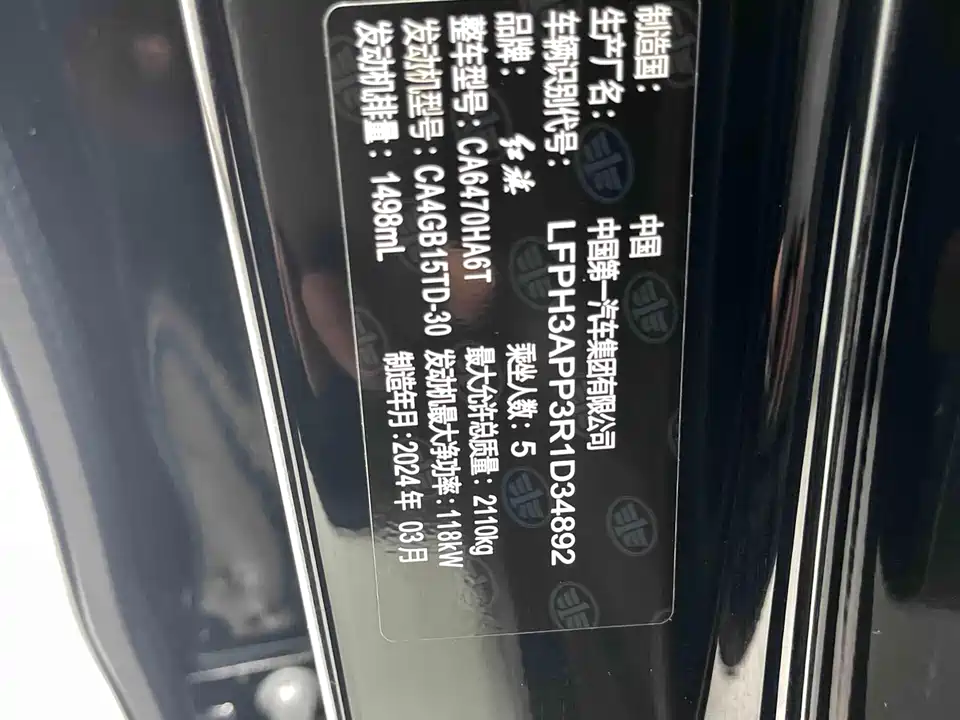 制造国： 中国
生产厂名： 中国第一汽车集团有限公司
车辆识别代号： LFPH3APP3R1D34892
品牌： 红旗 乘坐人数：5
整车型号：CA6470HA6T 最大允许总质量：2110kg
发动机型号：CA4GB15TD-30 发动机最大净功率：118kW
发动机排量：1498mL 制造年月：2024年 03月